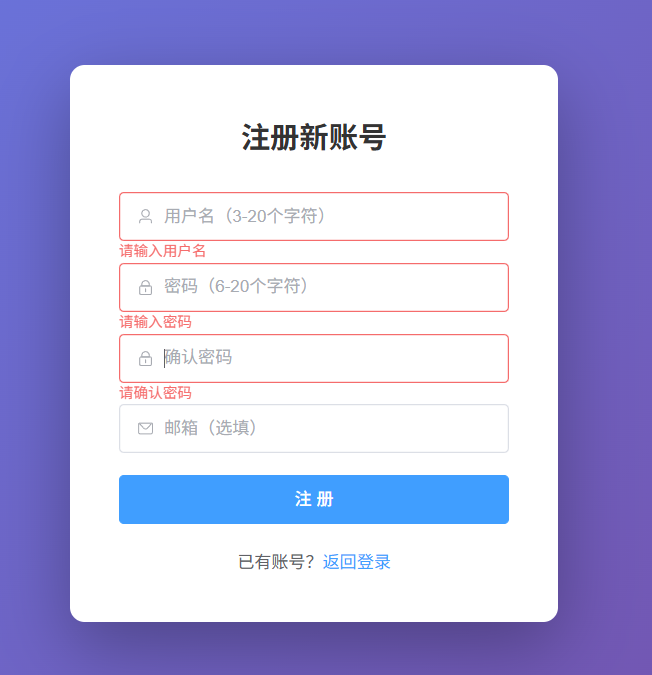 注册新账号
用户名（3-20个字符）
请输入用户名
密码（6-20个字符）
请输入密码
确认密码
请确认密码
邮箱（选填）
注 册
已有账号？返回登录